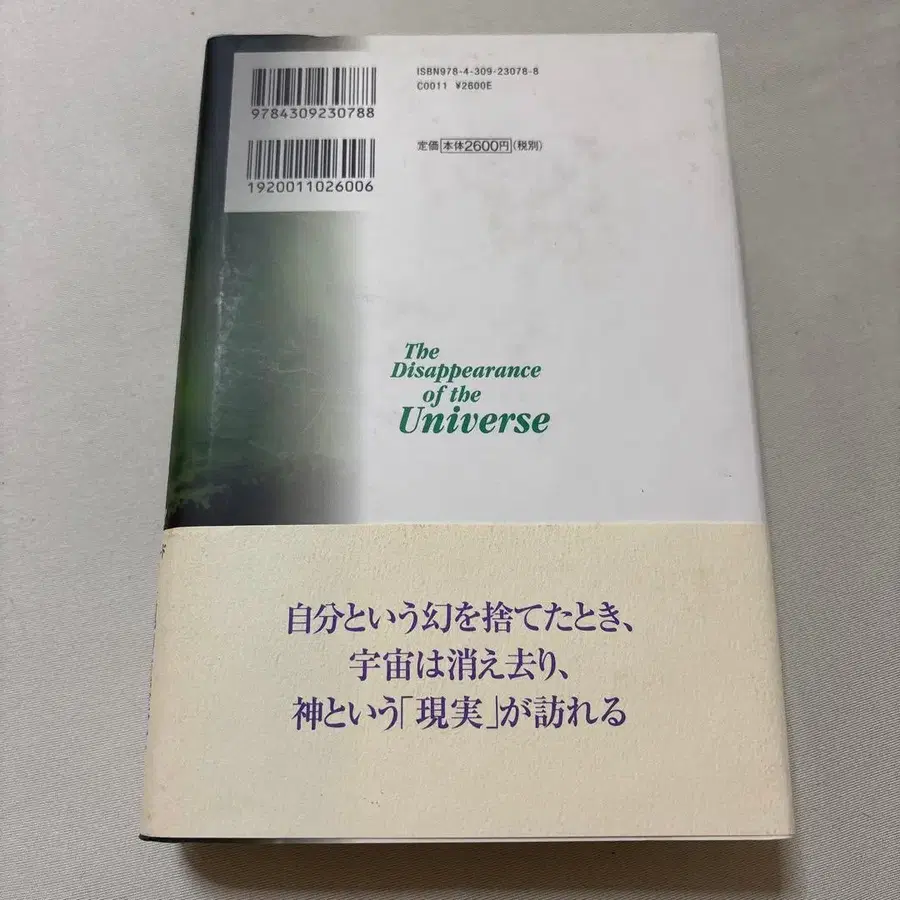 9784309230788
1920011026006
ISBN978-4-309-23078-8
C0011 ¥2600E
定価 本体2600円(税別)
The
Disappearance
of the
Universe
自分という幻を捨てたとき、
宇宙は消え去り、
神という「現実」が訪れる